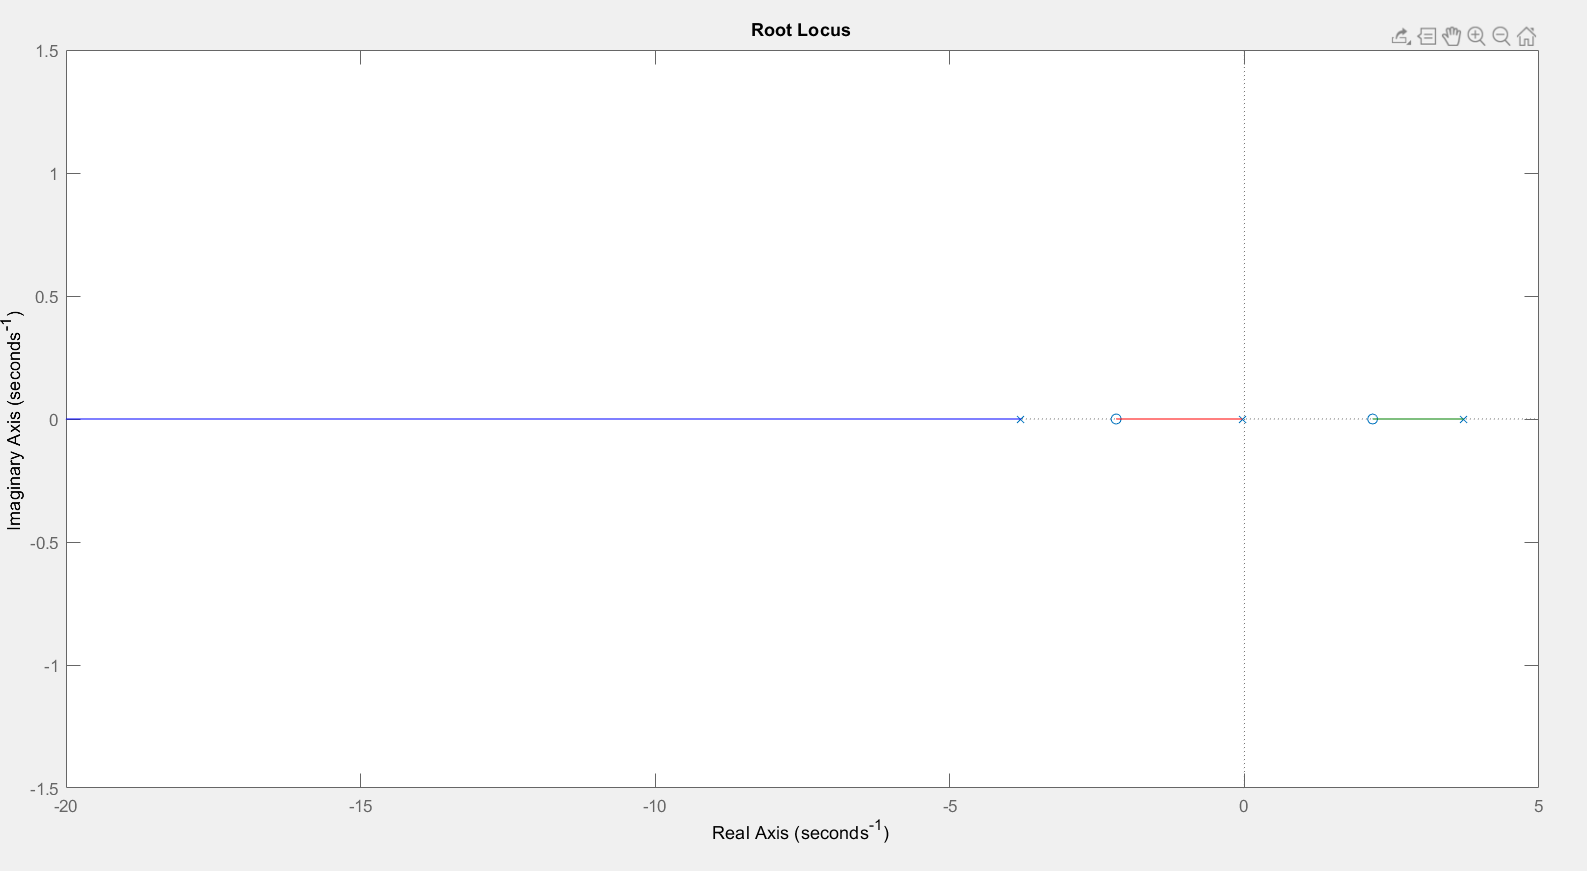 Root Locus
1.5
1
0.5
0
-0.5
-1
-1.5
Imaginary Axis (seconds-1)
-20 -15 -10 -5 0 5
Real Axis (seconds-1)